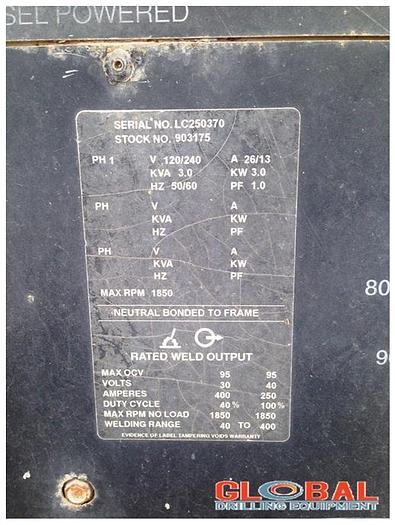 SEL POWERED
SERIAL NO. LC250370
STOCK NO. 903175
PH 1 V 120/240 A 26/13
KVA 3.0 KW 3.0
HZ 50/60 PF 1.0
PH V A
KVA KW
HZ PF
PH V A
KVA KW
HZ PF
MAX RPM 1850
NEUTRAL BONDED TO FRAME
RATED WELD OUTPUT
MAX OCV 95 95
VOLTS 30 40
AMPERES 400 250
DUTY CYCLE 40% 100%
MAX RPM NO LOAD 1850 1850
WELDING RANGE 40 TO 400
EVIDENCE OF LABEL TAMPERING VOIDS WARRANTY
80
9
GLOBAL
DRILLING EQUIPMENT